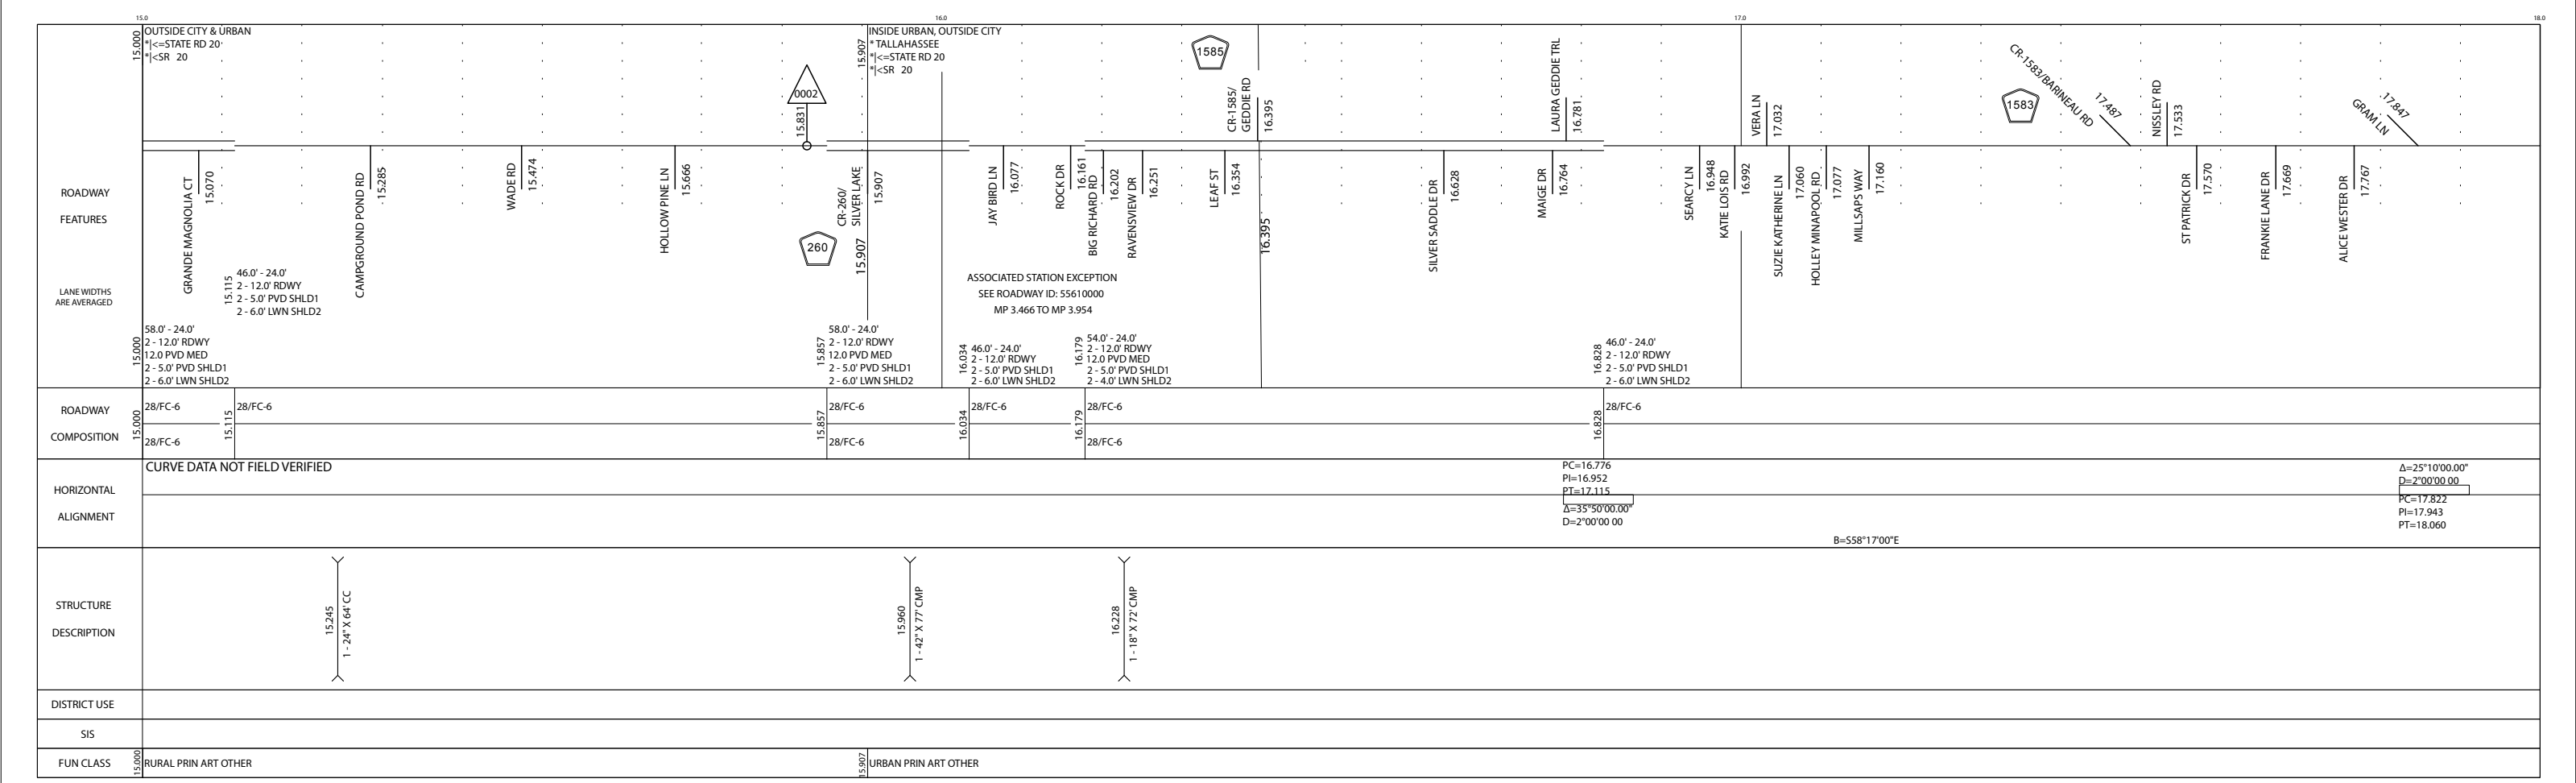 15.0
16.0
17.0
18.0
15.000
OUTSIDE CITY & URBAN
*|<=STATE RD 20
*|<SR 20
15.907
INSIDE URBAN, OUTSIDE CITY
* TALLAHASSEE
*|<=STATE RD 20
*|<SR 20
0002
15.831
1585
CR-1585/
GEDDIE RD
16.395
LAURA GEDDIE TRL
16.781
VERA LN
17.032
CR-1583/BARINEAU RD
17.487
1583
NISSLEY RD
17.533
GRAM LN
17.847
ROADWAY
FEATURES
GRANDE MAGNOLIA CT
15.070
CAMPGROUND POND RD
15.285
WADE RD
15.474
HOLLOW PINE LN
15.666
CR-260/
SILVER LAKE
15.907
260
15.907
JAY BIRD LN
16.077
ROCK DR
16.161
BIG RICHARD RD
16.202
RAVENSVIEW DR
16.251
LEAF ST
16.354
16.395
SILVER SADDLE DR
16.628
MAIGE DR
16.764
SEARCY LN
16.948
KATIE LOIS RD
16.992
SUZIE KATHERINE LN
17.060
HOLLEY MINAPOOL RD
17.077
MILLSAPS WAY
17.160
ST PATRICK DR
17.570
FRANKIE LANE DR
17.669
ALICE WESTER DR
17.767
LANE WIDTHS
ARE AVERAGED
15.115
46.0' - 24.0'
2 - 12.0' RDWY
2 - 5.0' PVD SHLD1
2 - 6.0' LWN SHLD2
ASSOCIATED STATION EXCEPTION
SEE ROADWAY ID: 55610000
MP 3.466 TO MP 3.954
15.000
58.0' - 24.0'
2 - 12.0' RDWY
12.0 PVD MED
2 - 5.0' PVD SHLD1
2 - 6.0' LWN SHLD2
15.857
58.0' - 24.0'
2 - 12.0' RDWY
12.0 PVD MED
2 - 5.0' PVD SHLD1
2 - 6.0' LWN SHLD2
16.034
46.0' - 24.0'
2 - 12.0' RDWY
2 - 5.0' PVD SHLD1
2 - 6.0' LWN SHLD2
16.179
54.0' - 24.0'
2 - 12.0' RDWY
12.0 PVD MED
2 - 5.0' PVD SHLD1
2 - 4.0' LWN SHLD2
16.828
46.0' - 24.0'
2 - 12.0' RDWY
2 - 5.0' PVD SHLD1
2 - 6.0' LWN SHLD2
ROADWAY
COMPOSITION
15.000
28/FC-6
28/FC-6
15.115
28/FC-6
15.857
28/FC-6
28/FC-6
16.034
28/FC-6
16.179
28/FC-6
28/FC-6
16.828
28/FC-6
HORIZONTAL
ALIGNMENT
CURVE DATA NOT FIELD VERIFIED
PC=16.776
PI=16.952
PT=17.115
Δ=35°50'00.00"
D=2°00'00 00
B=S58°17'00"E
Δ=25°10'00.00"
D=2°00'00 00
PC=17.822
PI=17.943
PT=18.060
STRUCTURE
DESCRIPTION
15.245
1 - 24" X 64' CC
15.960
1 - 42" X 77' CMP
16.228
1 - 18" X 72' CMP
DISTRICT USE
SIS
FUN CLASS
15.000
RURAL PRIN ART OTHER
15.907
URBAN PRIN ART OTHER